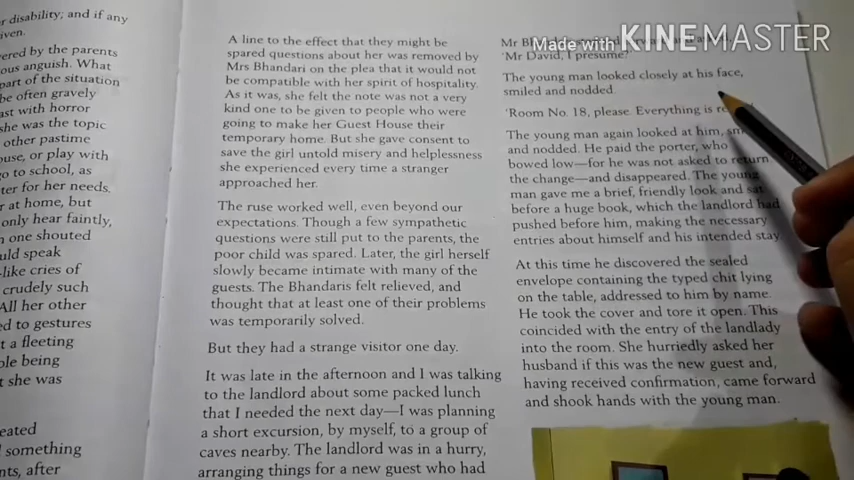 r disability; and if any
iven.
ered by the parents
ous anguish. What
part of the situation
be often gravely
ast with horror
she was the topic
other pastime
ouse, or play with
go to school, as
ter for her needs.
r at home, but
only hear faintly,
n one shouted
uld speak
-like cries of
crudely such
All her other
ed to gestures
t a fleeting
ble being
t she was
eated
something
nts, after
A line to the effect that they might be
spared questions about her was removed by
Mrs Bhandari on the plea that it would not
be compatible with her spirit of hospitality.
As it was, she felt the note was not a very
kind one to be given to people who were
going to make her Guest House their
temporary home. But she gave consent to
save the girl untold misery and helplessness
she experienced every time a stranger
approached her.
The ruse worked well, even beyond our
expectations. Though a few sympathetic
questions were still put to the parents, the
poor child was spared. Later, the girl herself
slowly became intimate with many of the
guests. The Bhandaris felt relieved, and
thought that at least one of their problems
was temporarily solved.
But they had a strange visitor one day.
It was late in the afternoon and I was talking
to the landlord about some packed lunch
that I needed the next day—I was planning
a short excursion, by myself, to a group of
caves nearby. The landlord was in a hurry,
arranging things for a new guest who had
Made with KINEMASTER
Mr
'Mr David, I presume?'
The young man looked closely at his face,
smiled and nodded.
'Room No. 18, please. Everything is
The young man again looked at him,
and nodded. He paid the porter, who
bowed low—for he was not asked to return
the change—and disappeared. The young
man gave me a brief, friendly look and sat
before a huge book, which the landlord had
pushed before him, making the necessary
entries about himself and his intended stay.
At this time he discovered the sealed
envelope containing the typed chit lying
on the table, addressed to him by name.
He took the cover and tore it open. This
coincided with the entry of the landlady
into the room. She hurriedly asked her
husband if this was the new guest and,
having received confirmation, came forward
and shook hands with the young man.